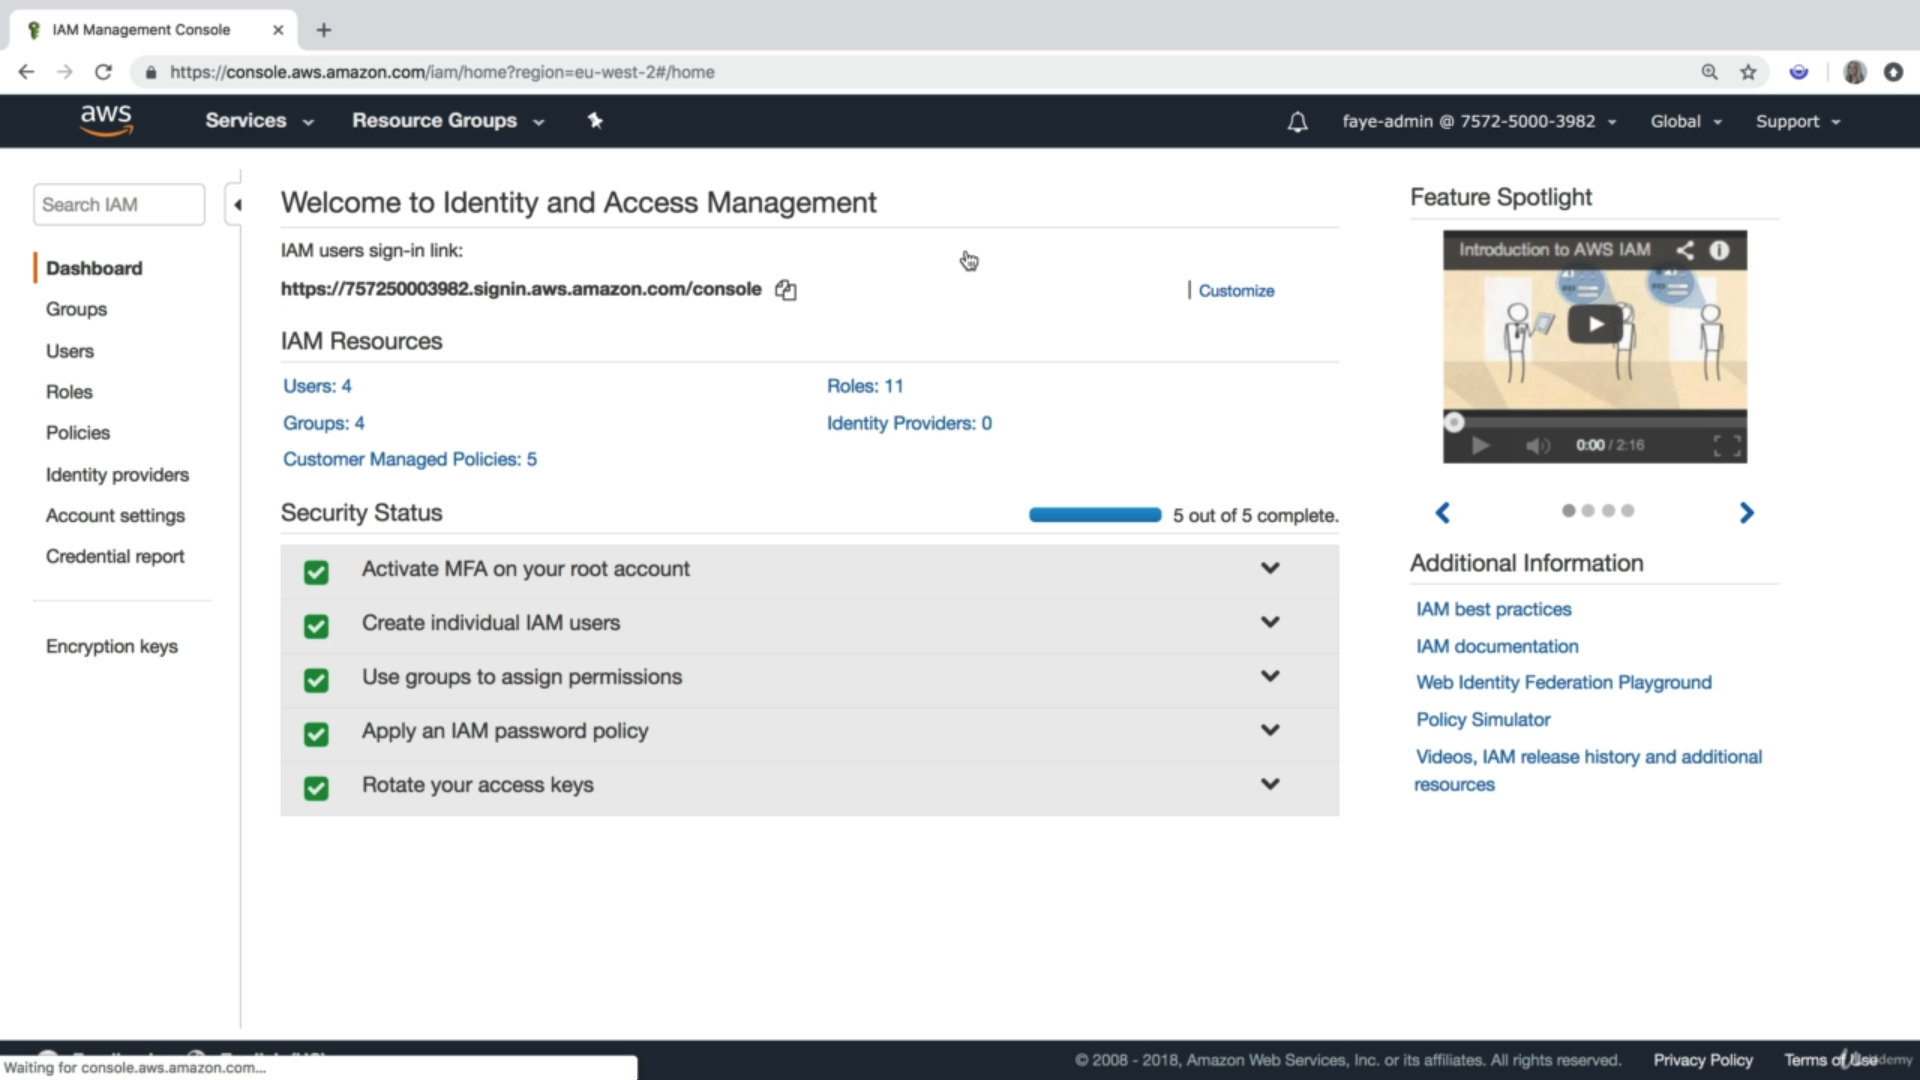 IAM Management Console
https://console.aws.amazon.com/iam/home?region=eu-west-2#/home
aws
Services
Resource Groups
faye-admin @ 7572-5000-3982
Global
Support
Search IAM
Dashboard
Groups
Users
Roles
Policies
Identity providers
Account settings
Credential report
Encryption keys
Welcome to Identity and Access Management
IAM users sign-in link:
https://757250003982.signin.aws.amazon.com/console
Customize
IAM Resources
Users: 4
Roles: 11
Groups: 4
Identity Providers: 0
Customer Managed Policies: 5
Security Status
5 out of 5 complete.
Activate MFA on your root account
Create individual IAM users
Use groups to assign permissions
Apply an IAM password policy
Rotate your access keys
Feature Spotlight
Introduction to AWS IAM
0:00 / 2:16
Additional Information
IAM best practices
IAM documentation
Web Identity Federation Playground
Policy Simulator
Videos, IAM release history and additional
resources
Waiting for console.aws.amazon.com...
© 2008 - 2018, Amazon Web Services, Inc. or its affiliates. All rights reserved.
Privacy Policy
Terms of Use